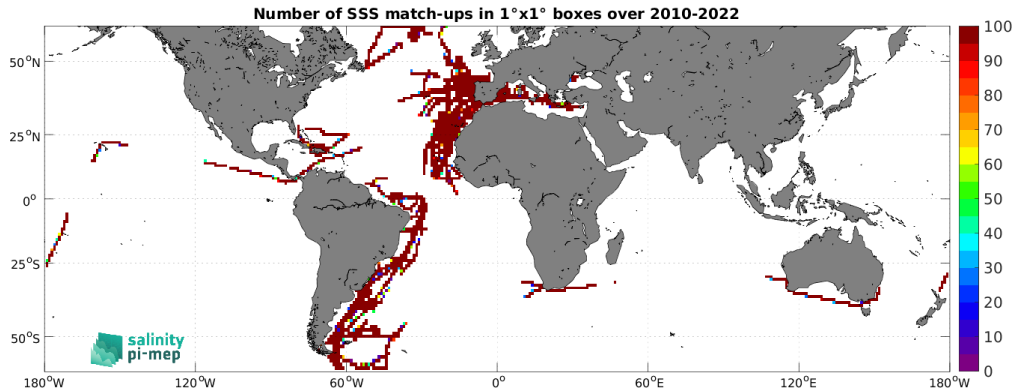 Number of SSS match-ups in 1°x1° boxes over 2010-2022
50°N
25°N
0°
25°S
50°S
180°W
120°W
60°W
0°
60°E
120°E
180°W
100
90
80
70
60
50
40
30
20
10
0
salinity
pi-mep